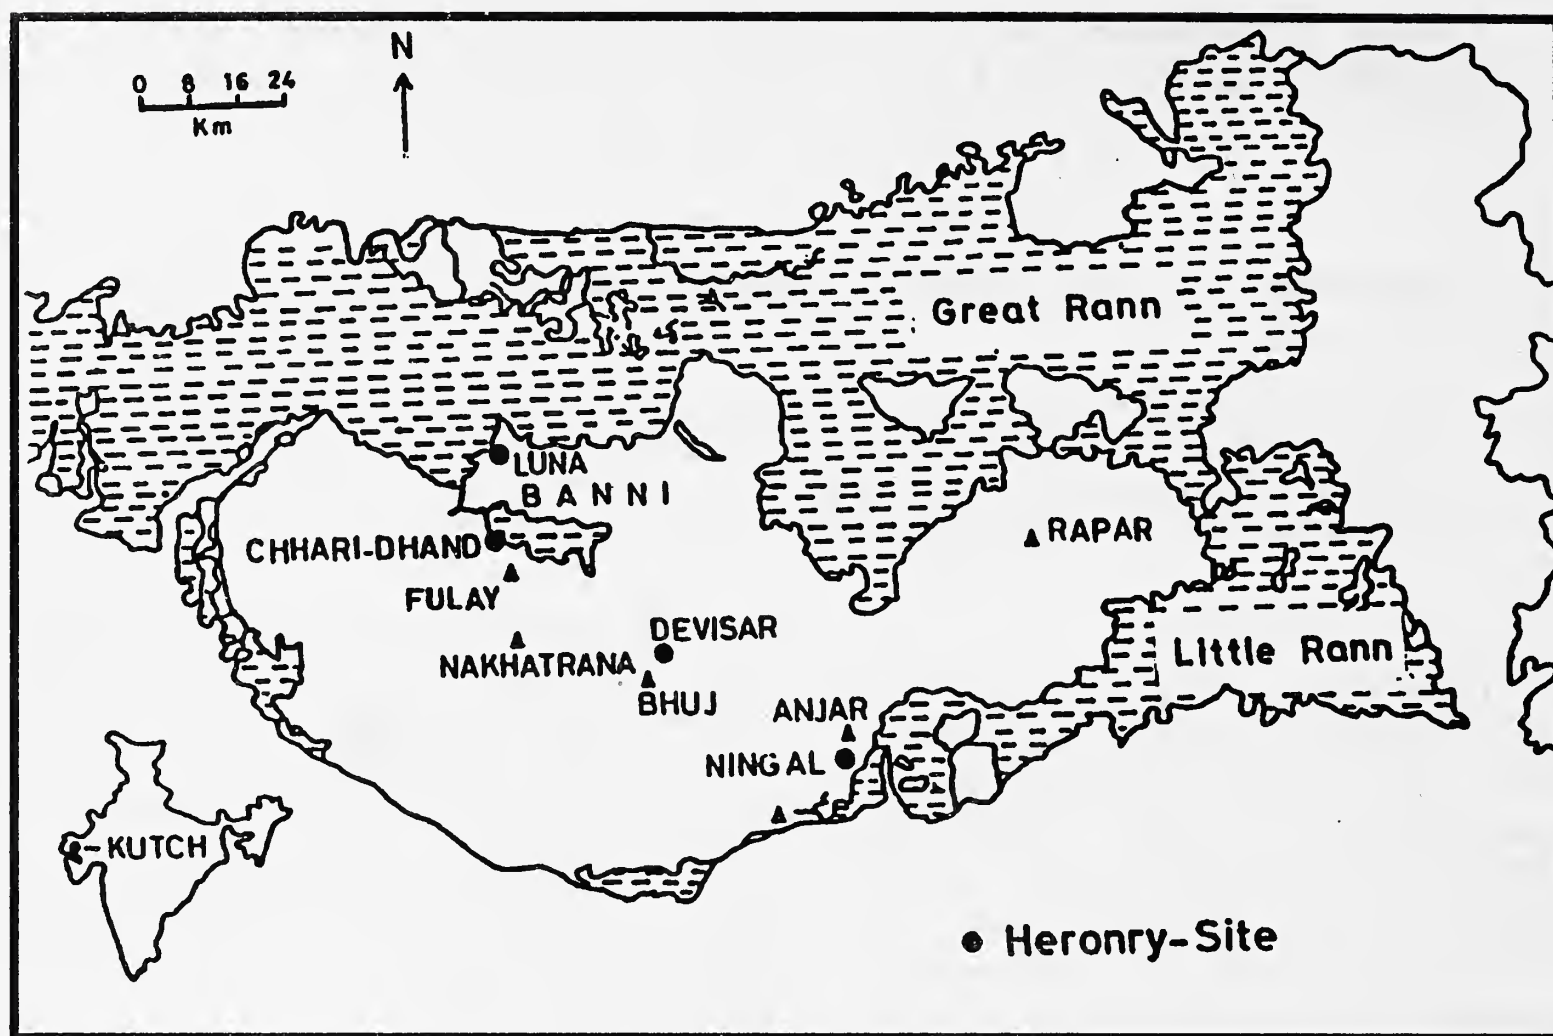 N
0 8 16 24
Km
Great Rann
LUNA
BANNI
CHHARI-DHAND
RAPAR
FULAY
DEVISAR
NAKHATRANA
Little Rann
BHUJ
ANJAR
NINGAL
KUTCH
Heronry-Site